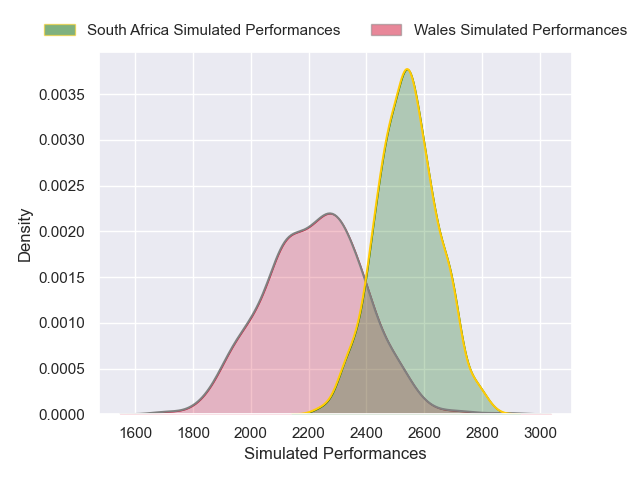 South Africa Simulated Performances
Wales Simulated Performances
0.0035
0.0030
0.0025
0.0020
0.0015
0.0010
0.0005
0.0000
Density
1600 1800 2000 2200 2400 2600 2800 3000
Simulated Performances